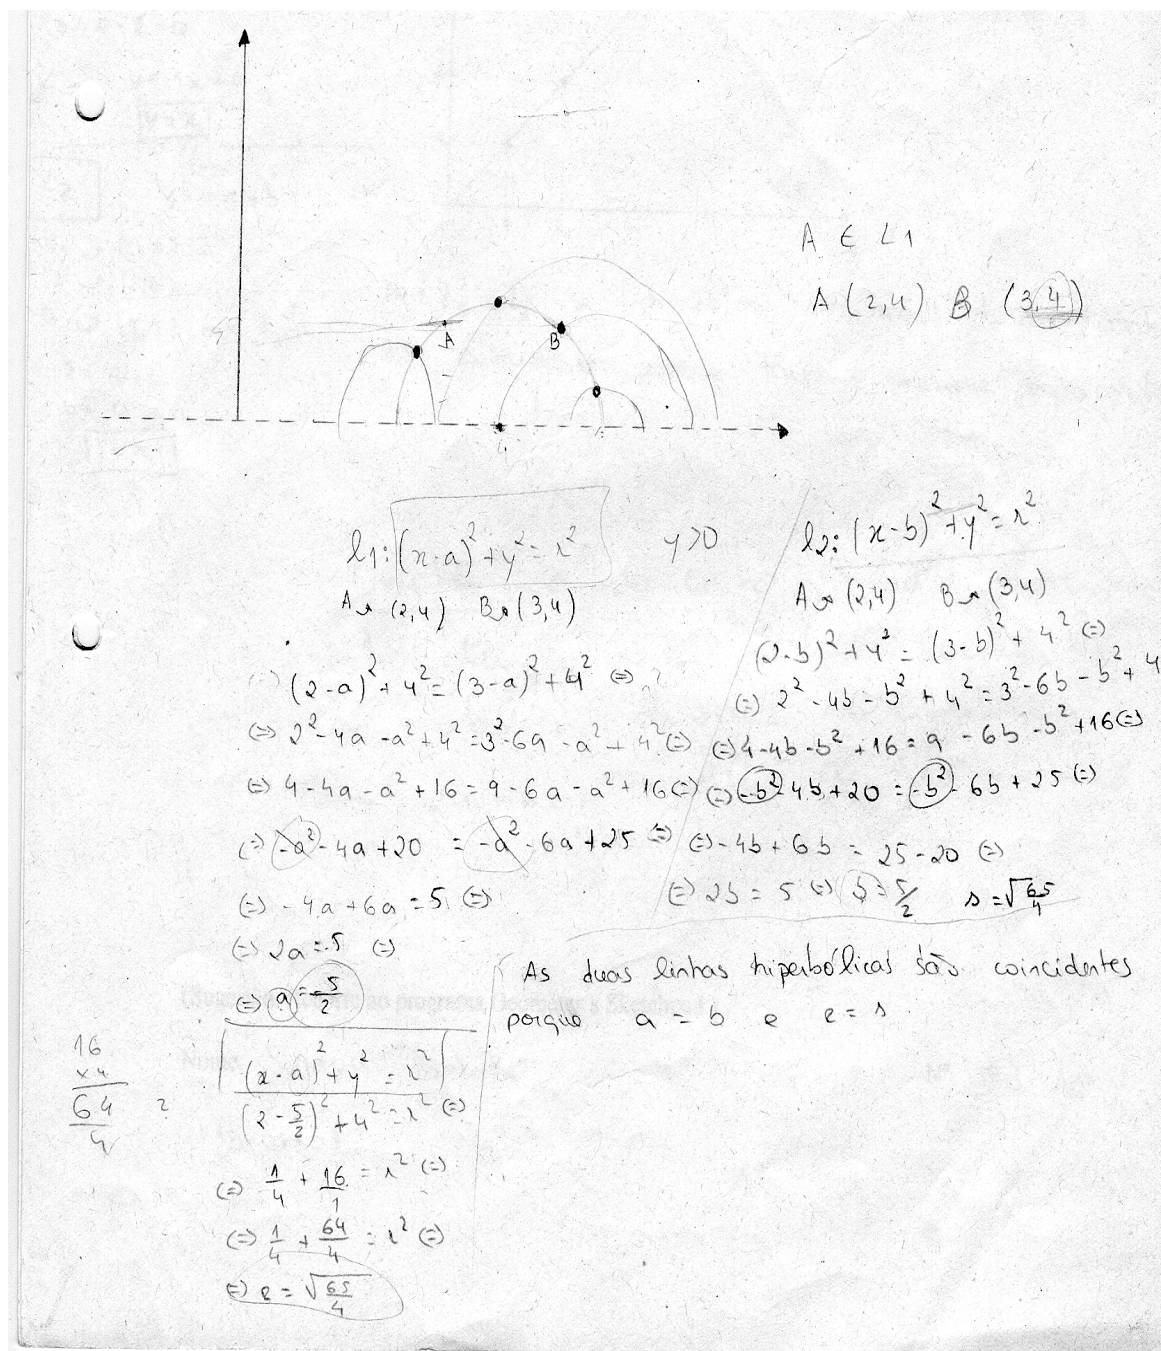 A ∈ L1
A (2,4) B (3,4)
A
B
l1: (x-a)² + y² = r² y>0
A → (2,4) B → (3,4)
(2-a)² + 4² = (3-a)² + 4² (=)
(=) 2² - 4a - a² + 4² = 3² - 6a - a² + 4² (=)
(=) 4 - 4a - a² + 16 = 9 - 6a - a² + 16 (=)
(=) -a² - 4a + 20 = -a² - 6a + 25 (=)
(=) -4a + 6a = 5 (=)
(=) 2a = 5 (=)
(=) a = 5/2
(x-a)² + y² = r²
(2 - 5/2)² + 4² = r² (=)
(=) 1/4 + 16/1 = r² (=)
(=) 1/4 + 64/4 = r² (=)
(=) r = √65/4
16
x4
64
4
?
l2: (x-b)² + y² = r²
A → (2,4) B → (3,4)
(2-b)² + 4² = (3-b)² + 4² (=)
(=) 2² - 4b - b² + 4² = 3² - 6b - b² + 4
(=) 4 - 4b - b² + 16 = 9 - 6b - b² + 16 (=)
(=) -b² - 4b + 20 = -b² - 6b + 25 (=)
(=) -4b + 6b = 25 - 20 (=)
(=) 2b = 5 (=) b = 5/2 s = √65/4
As duas linhas hiperbólicas são coincidentes
porque a = b e r = s